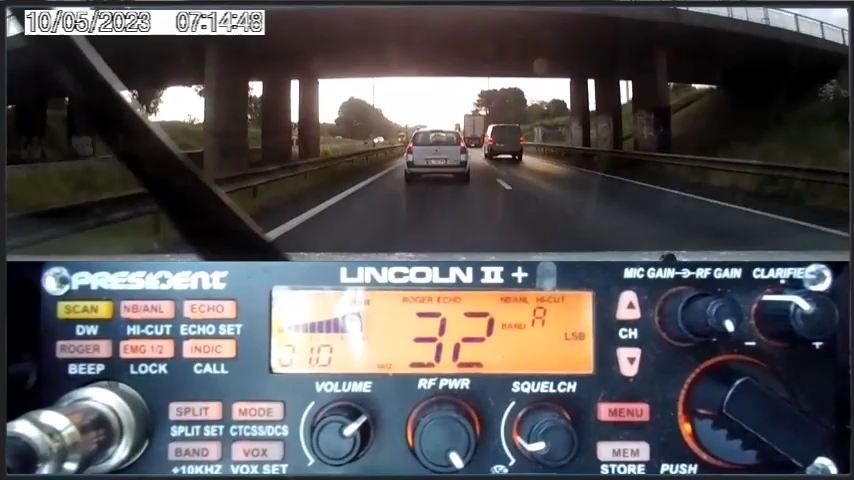 10/05/2023 07:14:48
PRESIDENT LINCOLN II + MIC GAIN RF GAIN CLARIFIER
SCAN NB/ANL ECHO
DW HI-CUT ECHO SET
ROGER EMG 1/2 INDIC
BEEP LOCK CALL
ROGER ECHO NB/ANL HI-CUT
32 BAND A
LSB
CH
VOLUME RF PWR SQUELCH
SPLIT MODE
SPLIT SET CTCSS/DCS
BAND VOX
+10KHZ VOX SET
MENU
MEM
STORE PUSH
- +